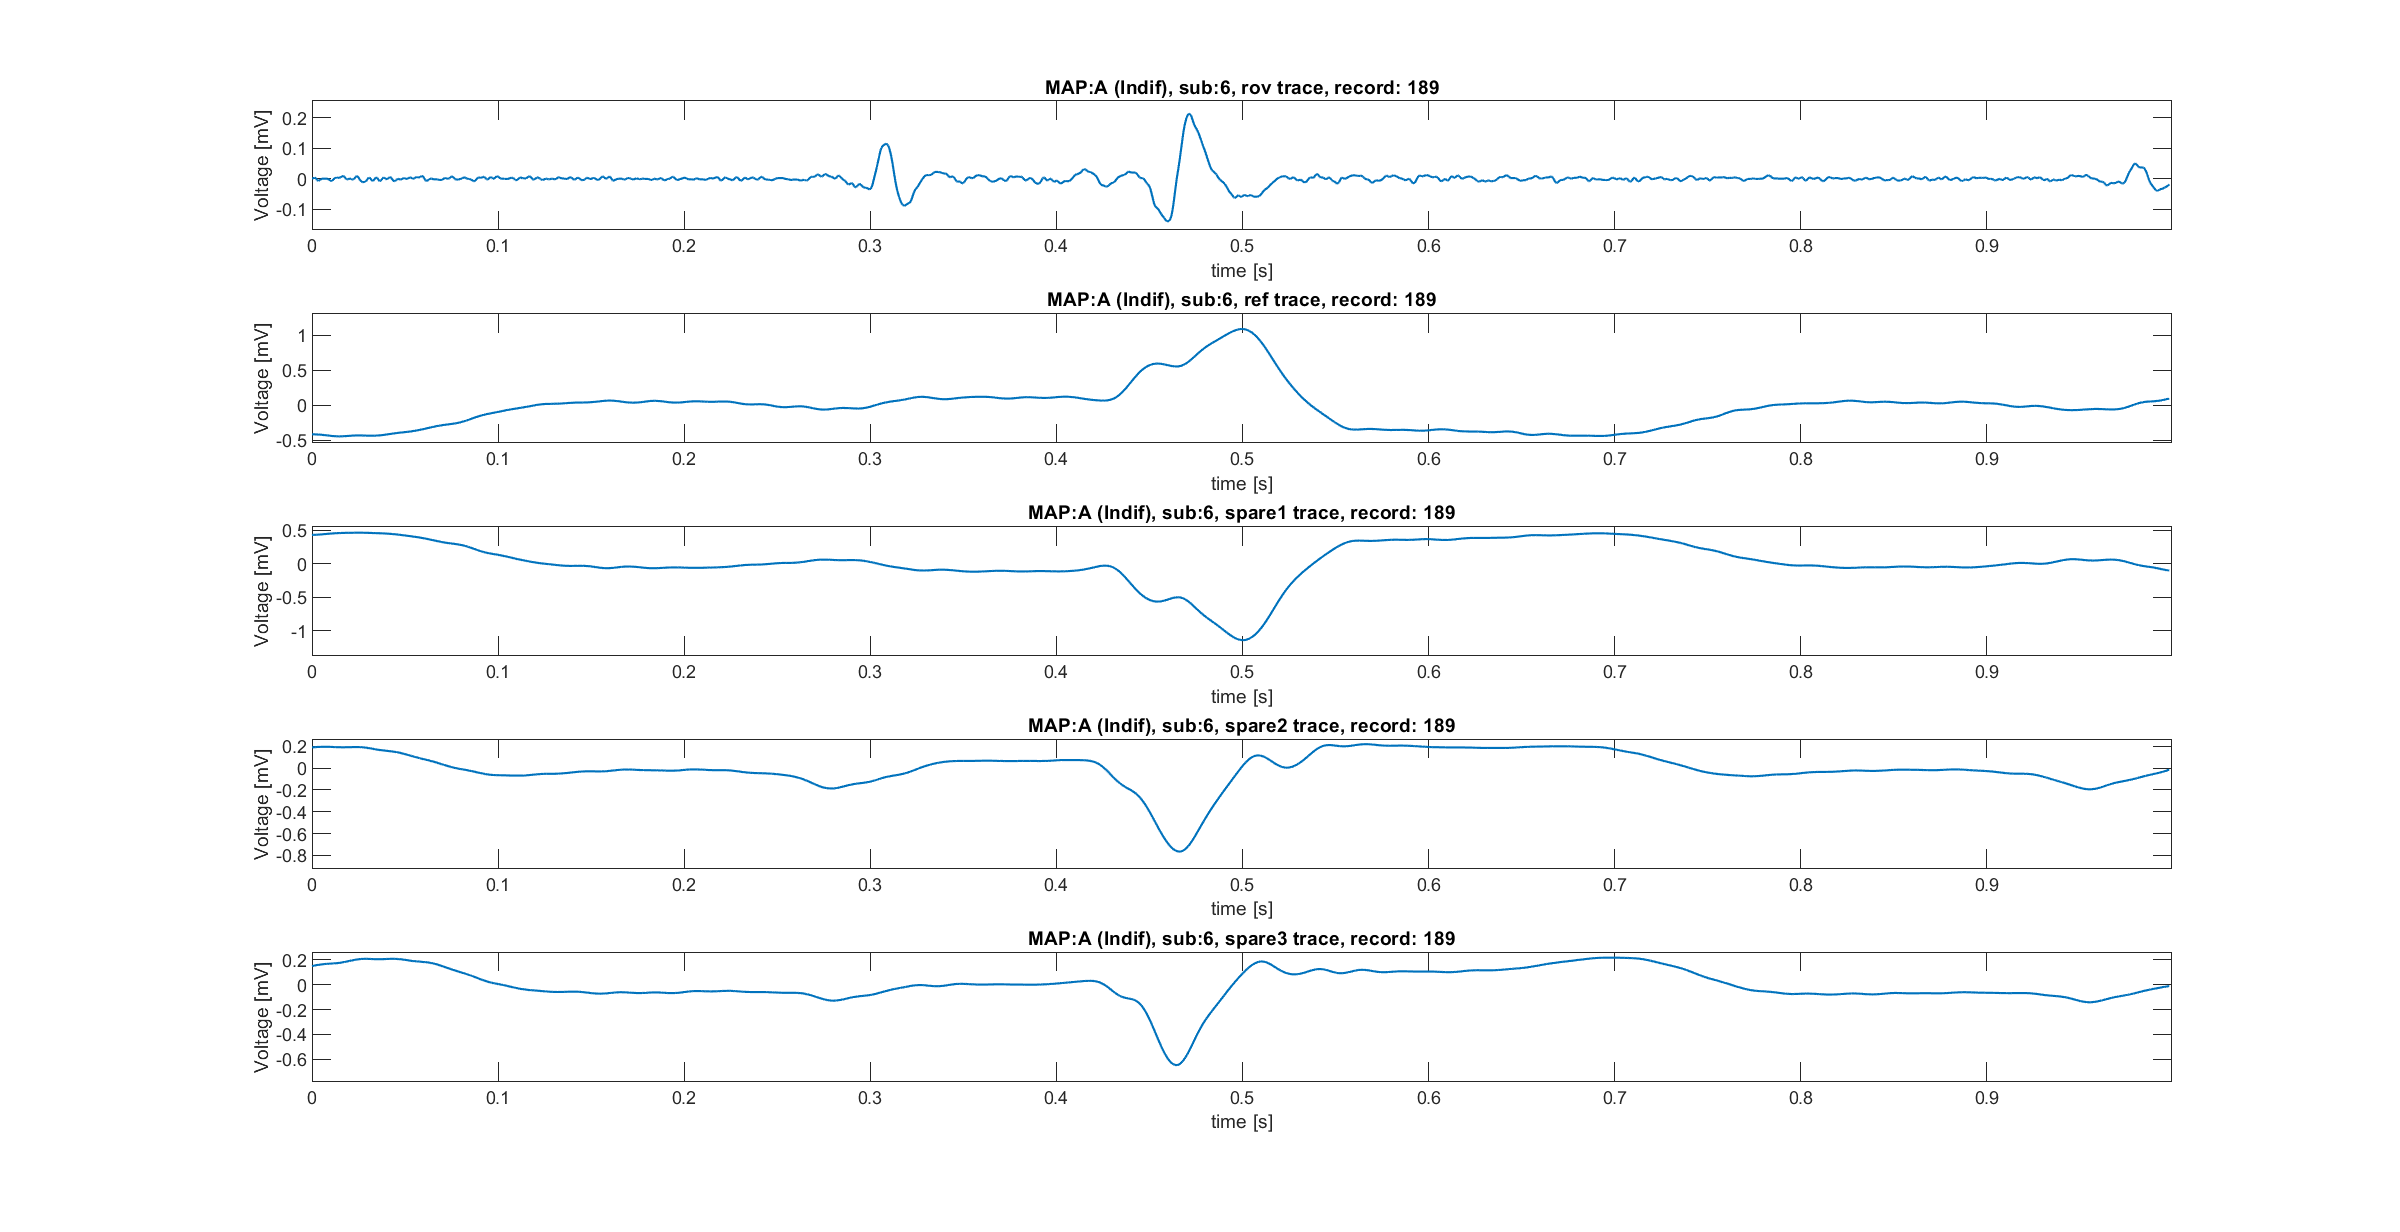 MAP:A (Indif), sub:6, rov trace, record: 189
Voltage [mV]
0.2
0.1
0
-0.1
0 0.1 0.2 0.3 0.4 0.5 0.6 0.7 0.8 0.9
time [s]
MAP:A (Indif), sub:6, ref trace, record: 189
Voltage [mV]
1
0.5
0
-0.5
0 0.1 0.2 0.3 0.4 0.5 0.6 0.7 0.8 0.9
time [s]
MAP:A (Indif), sub:6, spare1 trace, record: 189
Voltage [mV]
0.5
0
-0.5
-1
0 0.1 0.2 0.3 0.4 0.5 0.6 0.7 0.8 0.9
time [s]
MAP:A (Indif), sub:6, spare2 trace, record: 189
Voltage [mV]
0.2
0
-0.2
-0.4
-0.6
-0.8
0 0.1 0.2 0.3 0.4 0.5 0.6 0.7 0.8 0.9
time [s]
MAP:A (Indif), sub:6, spare3 trace, record: 189
Voltage [mV]
0.2
0
-0.2
-0.4
-0.6
0 0.1 0.2 0.3 0.4 0.5 0.6 0.7 0.8 0.9
time [s]